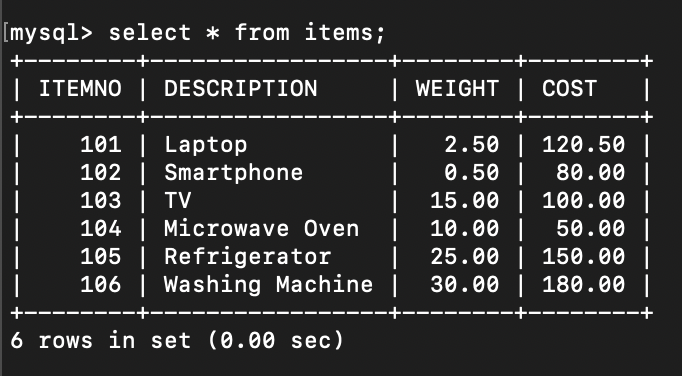 [mysql> select * from items;
+--------+------------------+--------+--------+
| ITEMNO | DESCRIPTION     | WEIGHT | COST   |
+--------+------------------+--------+--------+
|    101 | Laptop          |   2.50 | 120.50 |
|    102 | Smartphone      |   0.50 |  80.00 |
|    103 | TV              |  15.00 | 100.00 |
|    104 | Microwave Oven  |  10.00 |  50.00 |
|    105 | Refrigerator    |  25.00 | 150.00 |
|    106 | Washing Machine |  30.00 | 180.00 |
+--------+------------------+--------+--------+
6 rows in set (0.00 sec)